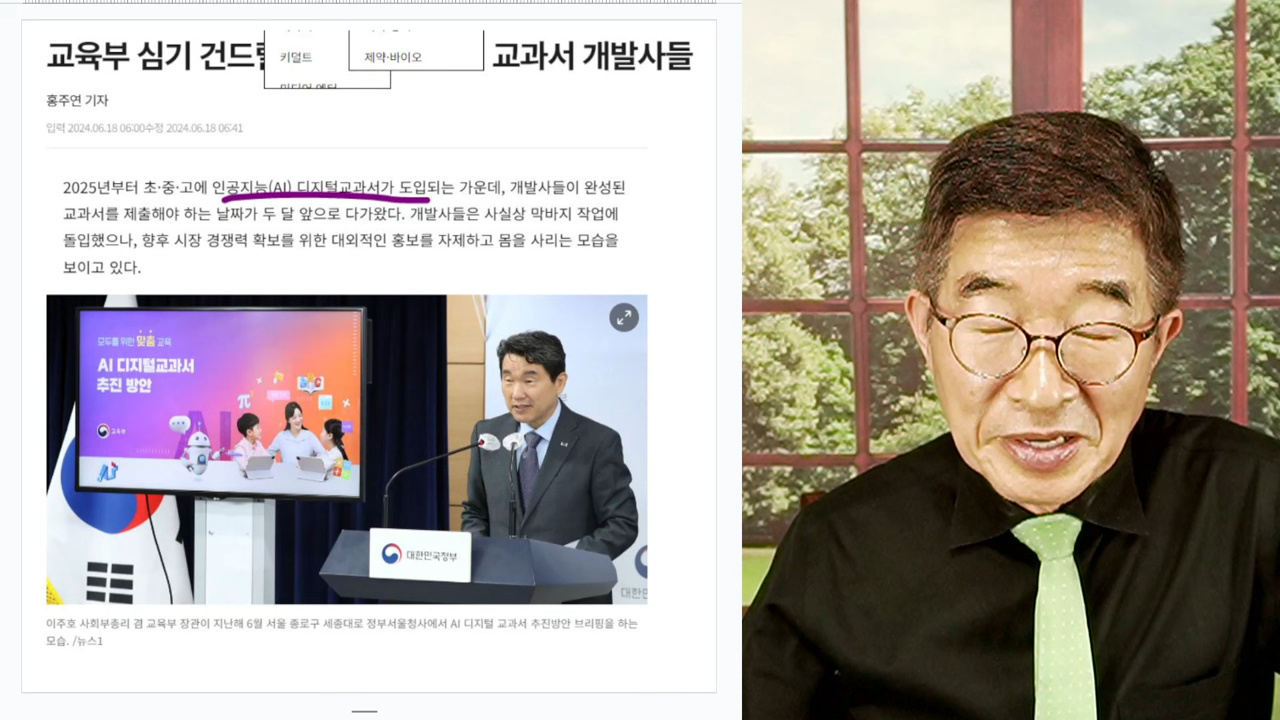 교육부 심기 건드릴
키덜트
제약·바이오
교과서 개발사들
홍주연 기자
입력 2024.06.18 06:00수정 2024.06.18 06:41
2025년부터 초·중·고에 인공지능(AI) 디지털교과서가 도입되는 가운데, 개발사들이 완성된
교과서를 제출해야 하는 날짜가 두 달 앞으로 다가왔다. 개발사들은 사실상 막바지 작업에
돌입했으나, 향후 시장 경쟁력 확보를 위한 대외적인 홍보를 자제하고 몸을 사리는 모습을
보이고 있다.
모두를 위한 맞춤 교육
AI 디지털교과서
추진 방안
교육부
AI
π
대한민국정부
대한민
이주호 사회부총리 겸 교육부 장관이 지난해 6월 서울 종로구 세종대로 정부서울청사에서 AI 디지털 교과서 추진방안 브리핑을 하는
모습. /뉴스1